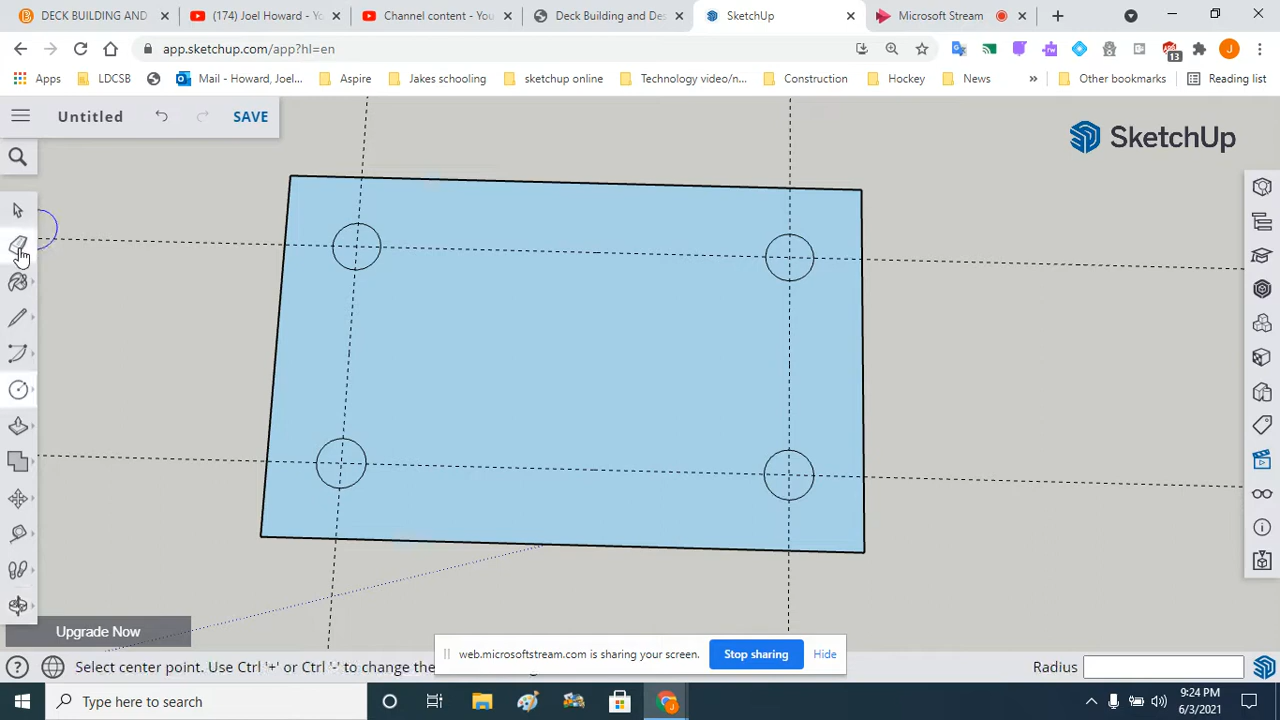 DECK BUILDING AND
(174) Joel Howard - Yo
Channel content - You
Deck Building and Des
SketchUp
Microsoft Stream
app.sketchup.com/app?hl=en
13
J
Apps
LDCSB
Mail - Howard, Joel...
Aspire
Jakes schooling
sketchup online
Technology video/n...
Construction
Hockey
News
»
Other bookmarks
Reading list
Untitled
SAVE
SketchUp
Upgrade Now
web.microsoftstream.com is sharing your screen.
Stop sharing
Hide
Select center point. Use Ctrl '+' or Ctrl '-' to change the
Radius
Type here to search
9:24 PM
6/3/2021